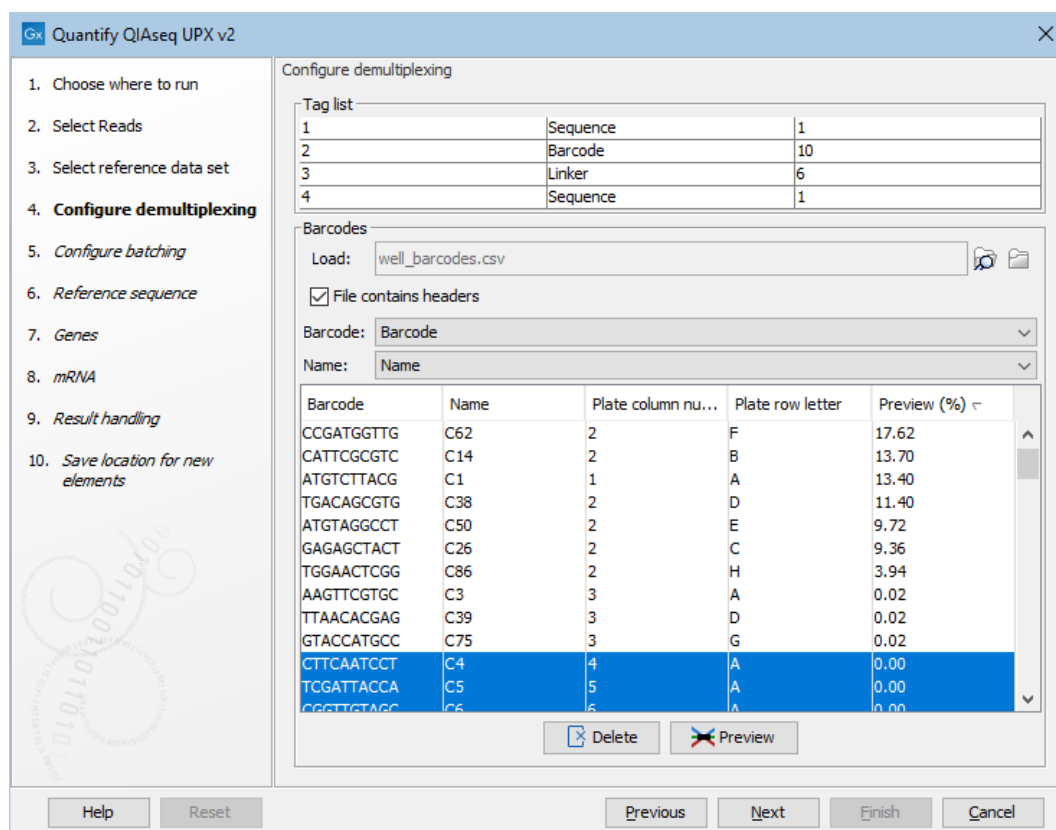 Gx Quantify QIAseq UPX v2
1. Choose where to run
2. Select Reads
3. Select reference data set
4. Configure demultiplexing
5. Configure batching
6. Reference sequence
7. Genes
8. mRNA
9. Result handling
10. Save location for new
elements
Configure demultiplexing
Tag list
1 Sequence 1
2 Barcode 10
3 Linker 6
4 Sequence 1
Barcodes
Load: well_barcodes.csv
File contains headers
Barcode: Barcode
Name: Name
Barcode Name Plate column nu... Plate row letter Preview (%)
CCGATGGTTG C62 2 F 17.62
CATTCGCGTC C14 2 B 13.70
ATGTCTTACG C1 1 A 13.40
TGACAGCGTG C38 2 D 11.40
ATGTAGGCCT C50 2 E 9.72
GAGAGCTACT C26 2 C 9.36
TGGAACTCGG C86 2 H 3.94
AAGTTCGTGC C3 3 A 0.02
TTAACACGAG C39 3 D 0.02
GTACCATGCC C75 3 G 0.02
CTTCAATCCT C4 4 A 0.00
TCGATTACCA C5 5 A 0.00
CGGTTGTAGC C6 6 A 0.00
Delete Preview
Help Reset Previous Next Finish Cancel